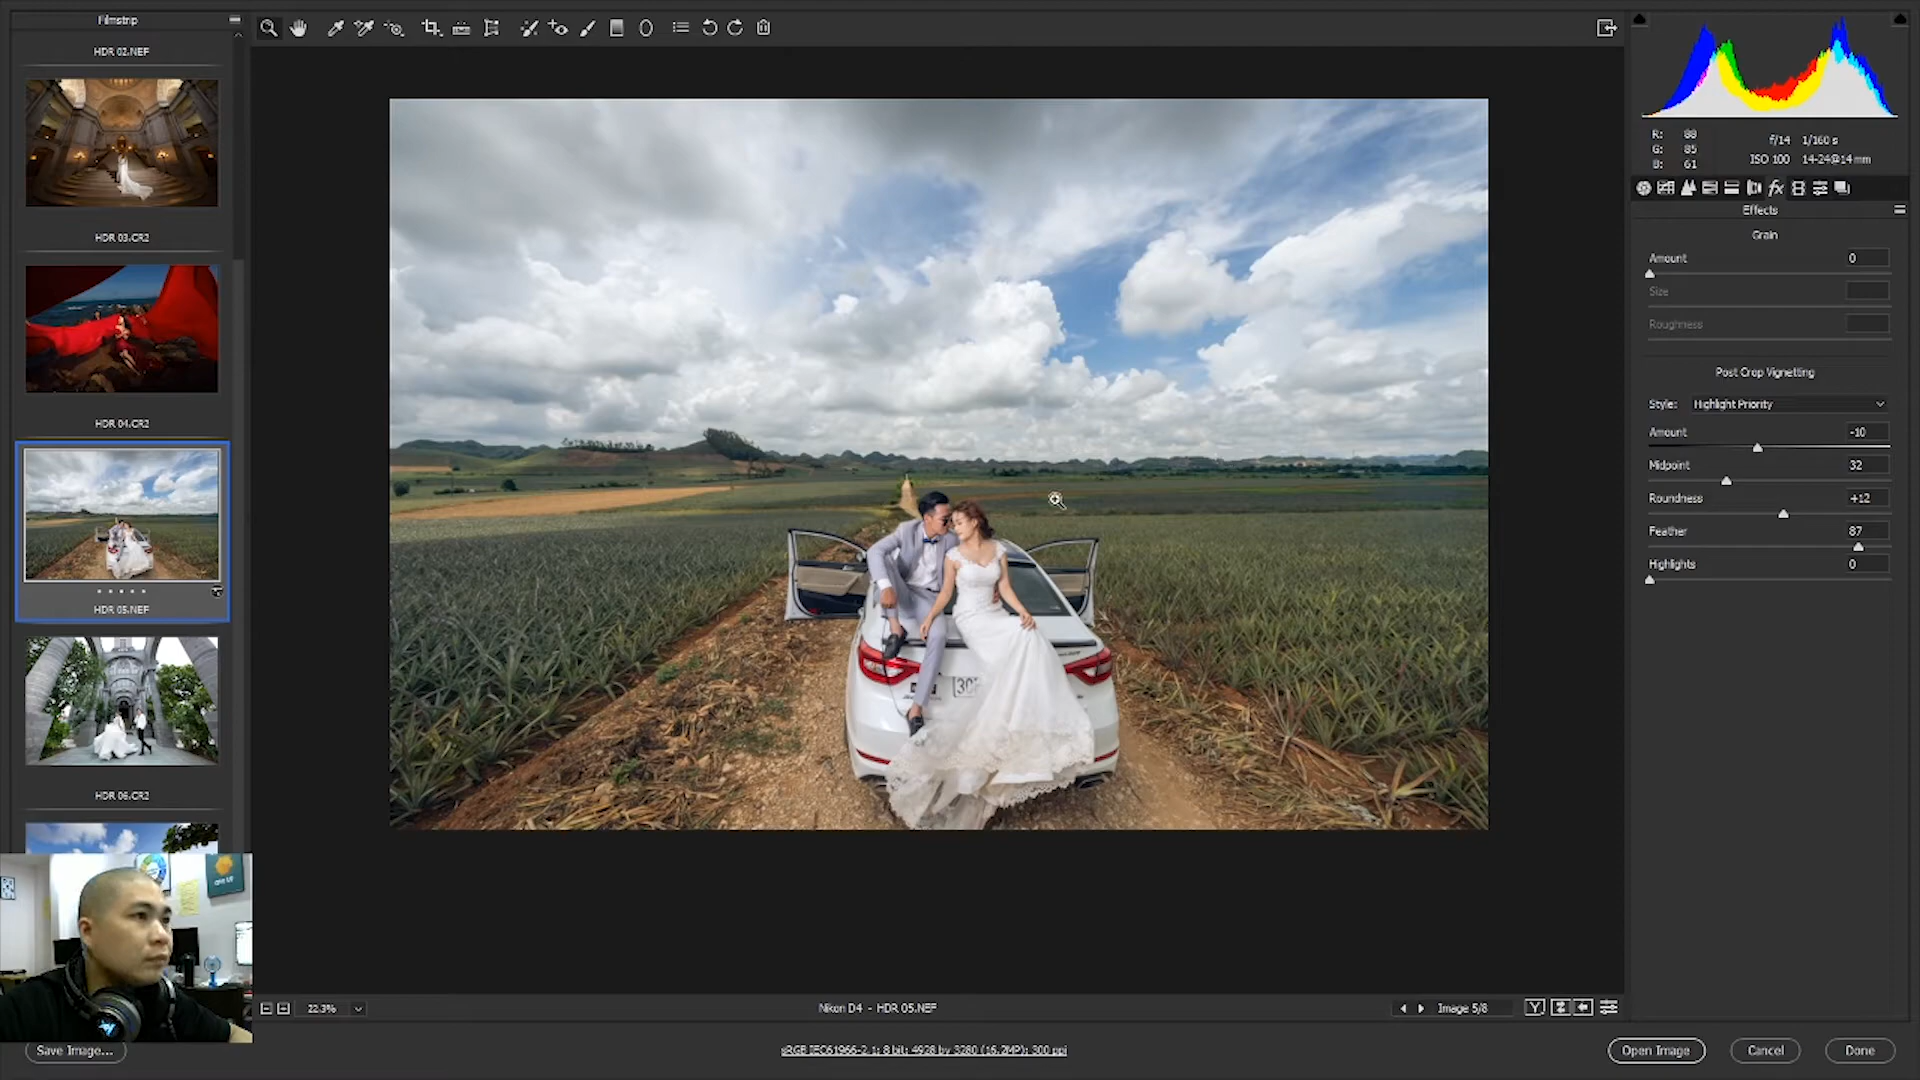 Filmstrip
HDR 02.NEF
HDR 03.CR2
HDR 04.CR2
HDR 05.NEF
HDR 06.CR2
Save Image...
30F
22.3%
Nikon D4 - HDR 05.NEF
Image 5/8
Y
sRGB IEC61966-2.1; 8 bit; 4928 by 3280 (16.2MP); 300 ppi
R: 88
G: 85
B: 61
f/14 1/160 s
ISO 100 14-24@14 mm
fx
Effects
Grain
Amount 0
Size
Roughness
Post Crop Vignetting
Style: Highlight Priority
Amount -10
Midpoint 32
Roundness +12
Feather 87
Highlights 0
Open Image
Cancel
Done